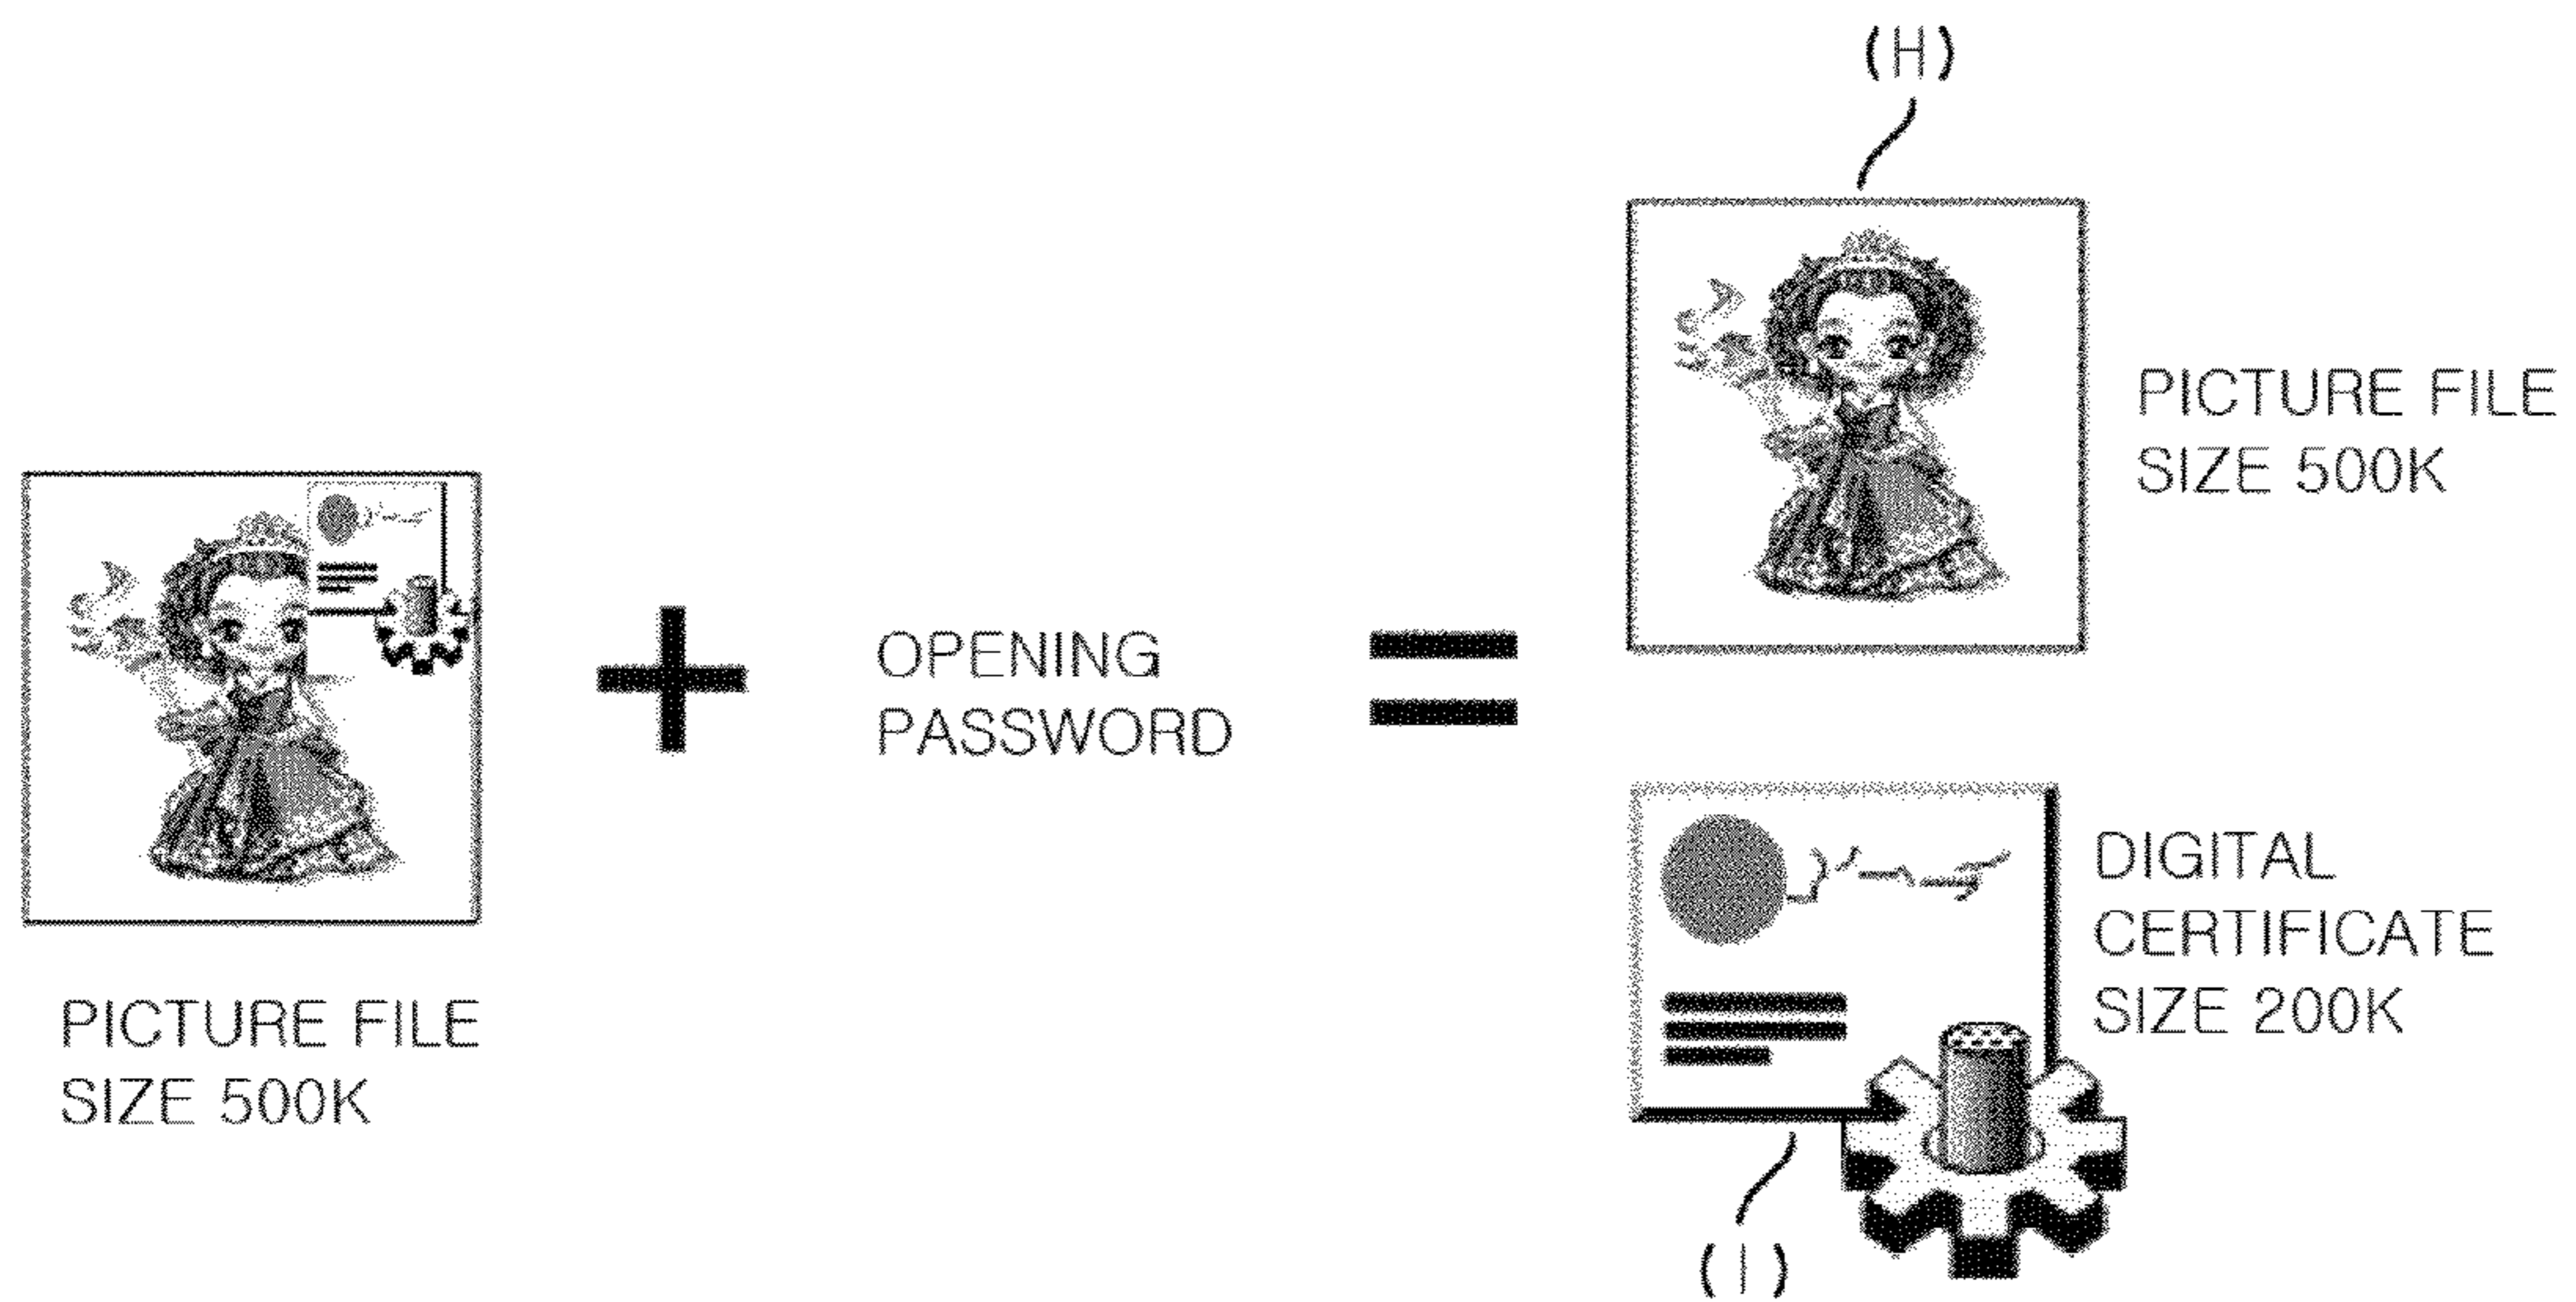 (H)
PICTURE FILE
SIZE 500K
OPENING
PASSWORD
PICTURE FILE
SIZE 500K
DIGITAL
CERTIFICATE
SIZE 200K
(I)